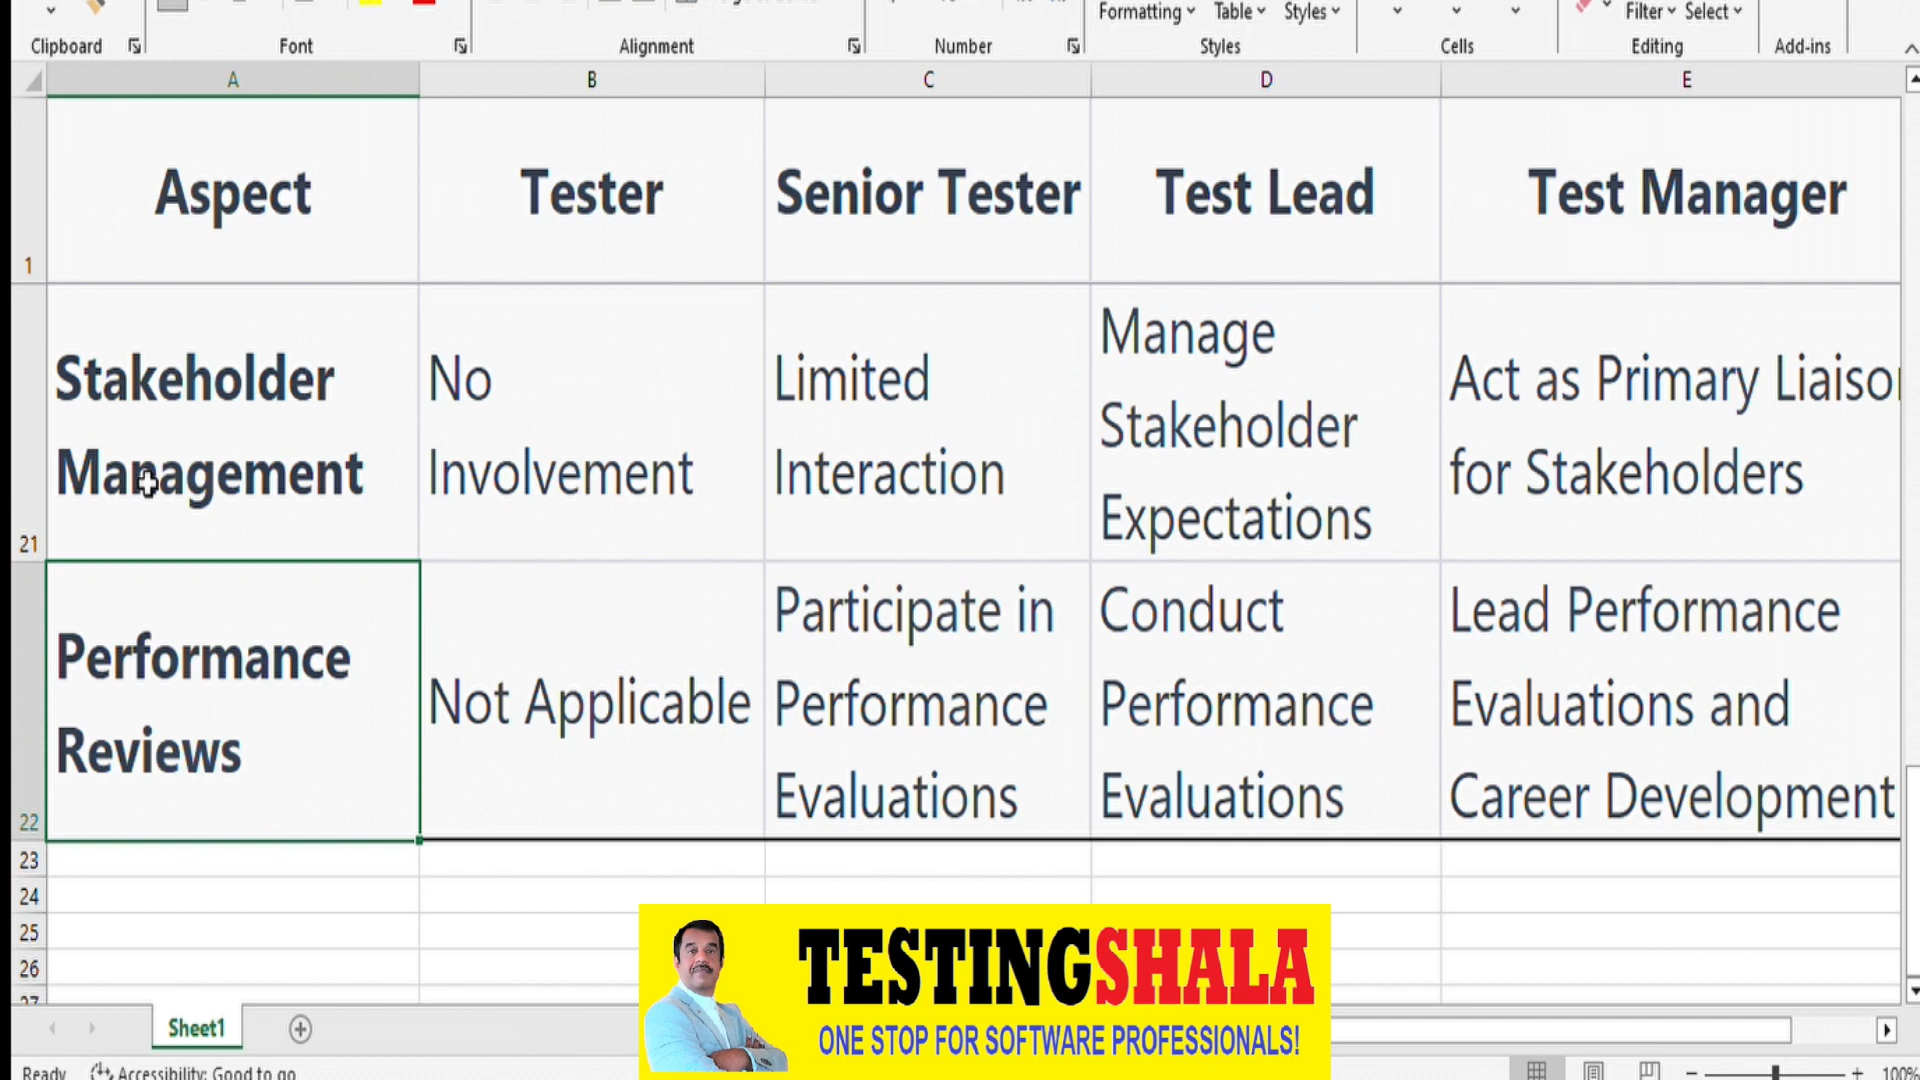 Formatting Table Styles Filter Select
Clipboard Font Alignment Number Styles Cells Editing Add-ins
A B C D E
Aspect Tester Senior Tester Test Lead Test Manager
1
Stakeholder
Management
No
Involvement
Limited
Interaction
Manage
Stakeholder
Expectations
Act as Primary Liaison
for Stakeholders
21
Performance
Reviews
Not Applicable
Participate in
Performance
Evaluations
Conduct
Performance
Evaluations
Lead Performance
Evaluations and
Career Development
22
23
24
25
26
27
TESTINGSHALA
ONE STOP FOR SOFTWARE PROFESSIONALS!
Sheet1
Ready Accessibility: Good to go 100%